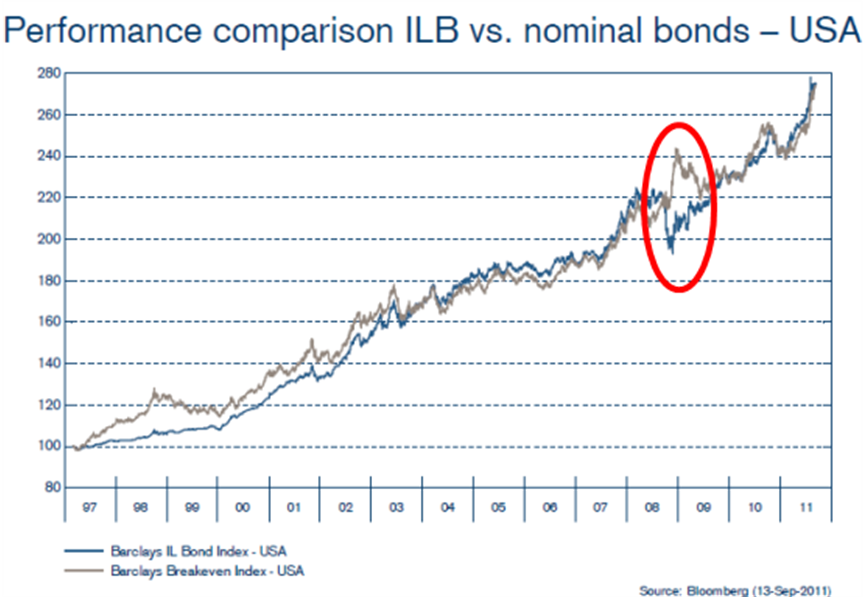 Performance comparison ILB vs. nominal bonds – USA
280
260
240
220
200
180
160
140
120
100
80
97 98 99 00 01 02 03 04 05 06 07 08 09 10 11
Barclays IL Bond Index - USA
Barclays Breakeven Index - USA
Source: Bloomberg (13-Sep-2011)